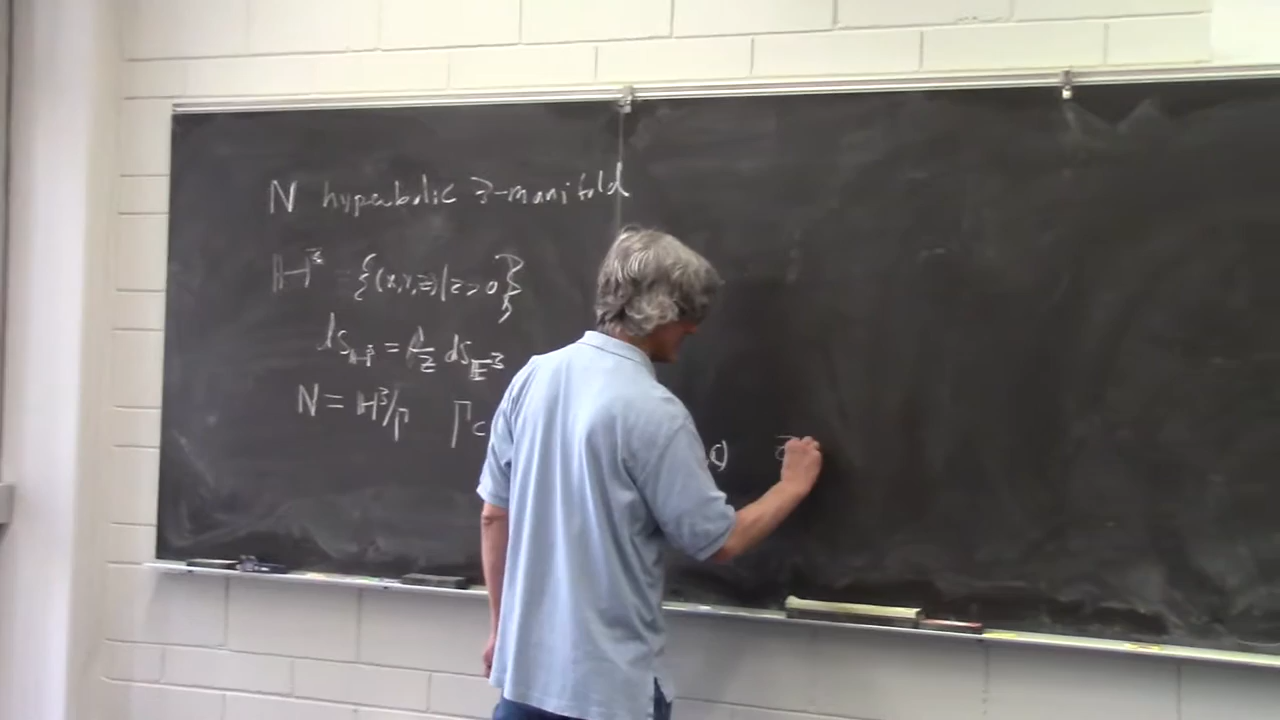 N hyperbolic 3-manifold
ℍ³ = {(x,y,z)|z>0}
ds_ℍ³ = 1/z ds_𝔼³
N = ℍ³/Γ Γ ⊂ ℂ)